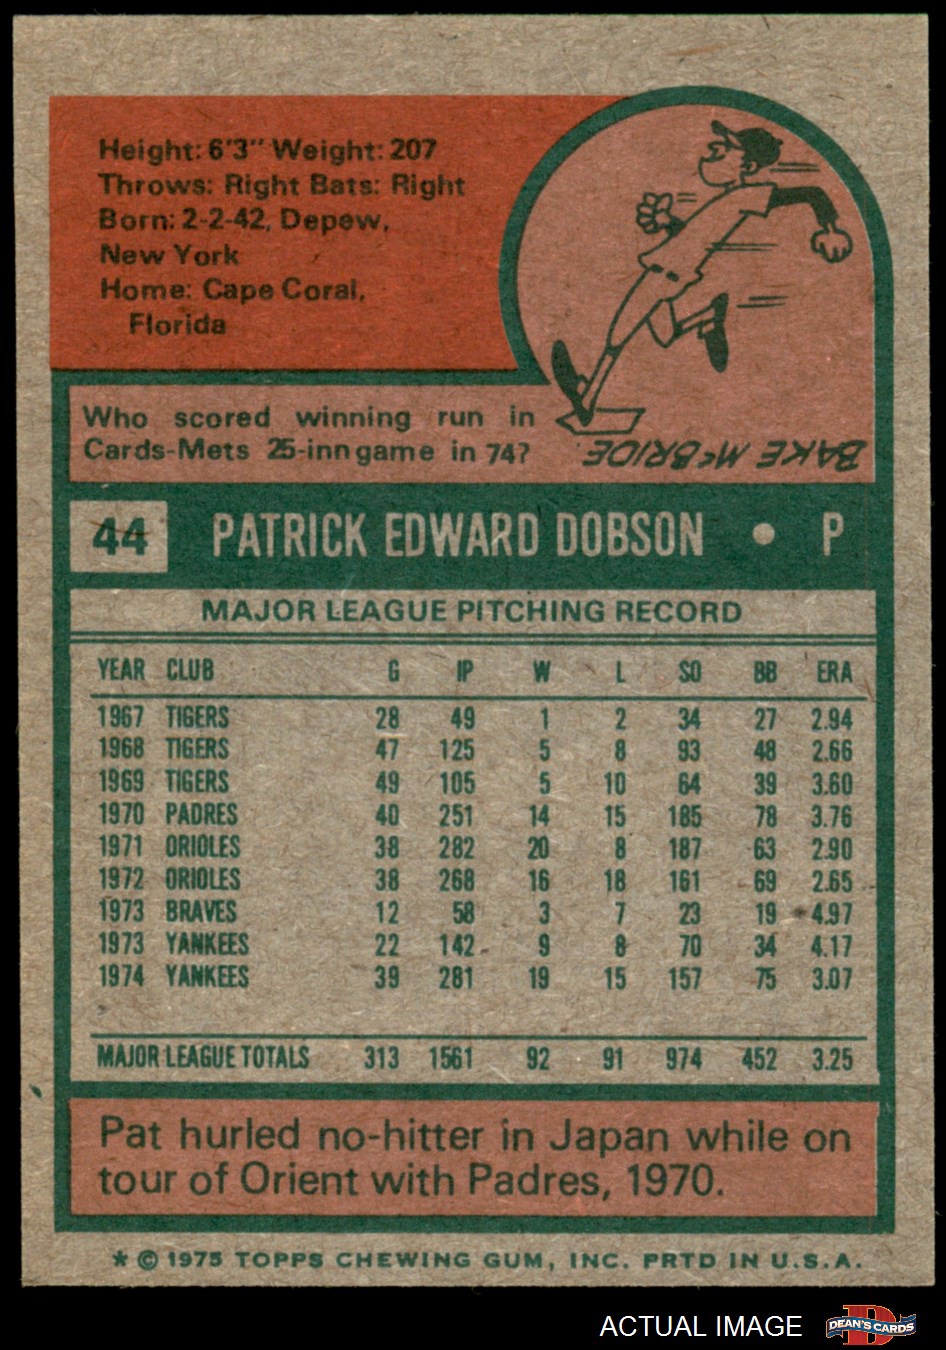 Height: 6'3" Weight: 207
Throws: Right Bats: Right
Born: 2-2-42, Depew,
New York
Home: Cape Coral,
Florida
Who scored winning run in
Cards-Mets 25-inn game in 74?
BAKE McBRIDE
44 PATRICK EDWARD DOBSON • P
MAJOR LEAGUE PITCHING RECORD
YEAR CLUB G IP W L SO BB ERA
1967 TIGERS 28 49 1 2 34 27 2.94
1968 TIGERS 47 125 5 8 93 48 2.66
1969 TIGERS 49 105 5 10 64 39 3.60
1970 PADRES 40 251 14 15 185 78 3.76
1971 ORIOLES 38 282 20 8 187 63 2.90
1972 ORIOLES 38 268 16 18 161 69 2.65
1973 BRAVES 12 58 3 7 23 19 4.97
1973 YANKEES 22 142 9 8 70 34 4.17
1974 YANKEES 39 281 19 15 157 75 3.07
MAJOR LEAGUE TOTALS 313 1561 92 91 974 452 3.25
Pat hurled no-hitter in Japan while on
tour of Orient with Padres, 1970.
* © 1975 TOPPS CHEWING GUM, INC. PRTD IN U.S.A.
ACTUAL IMAGE D DEAN'S CARDS